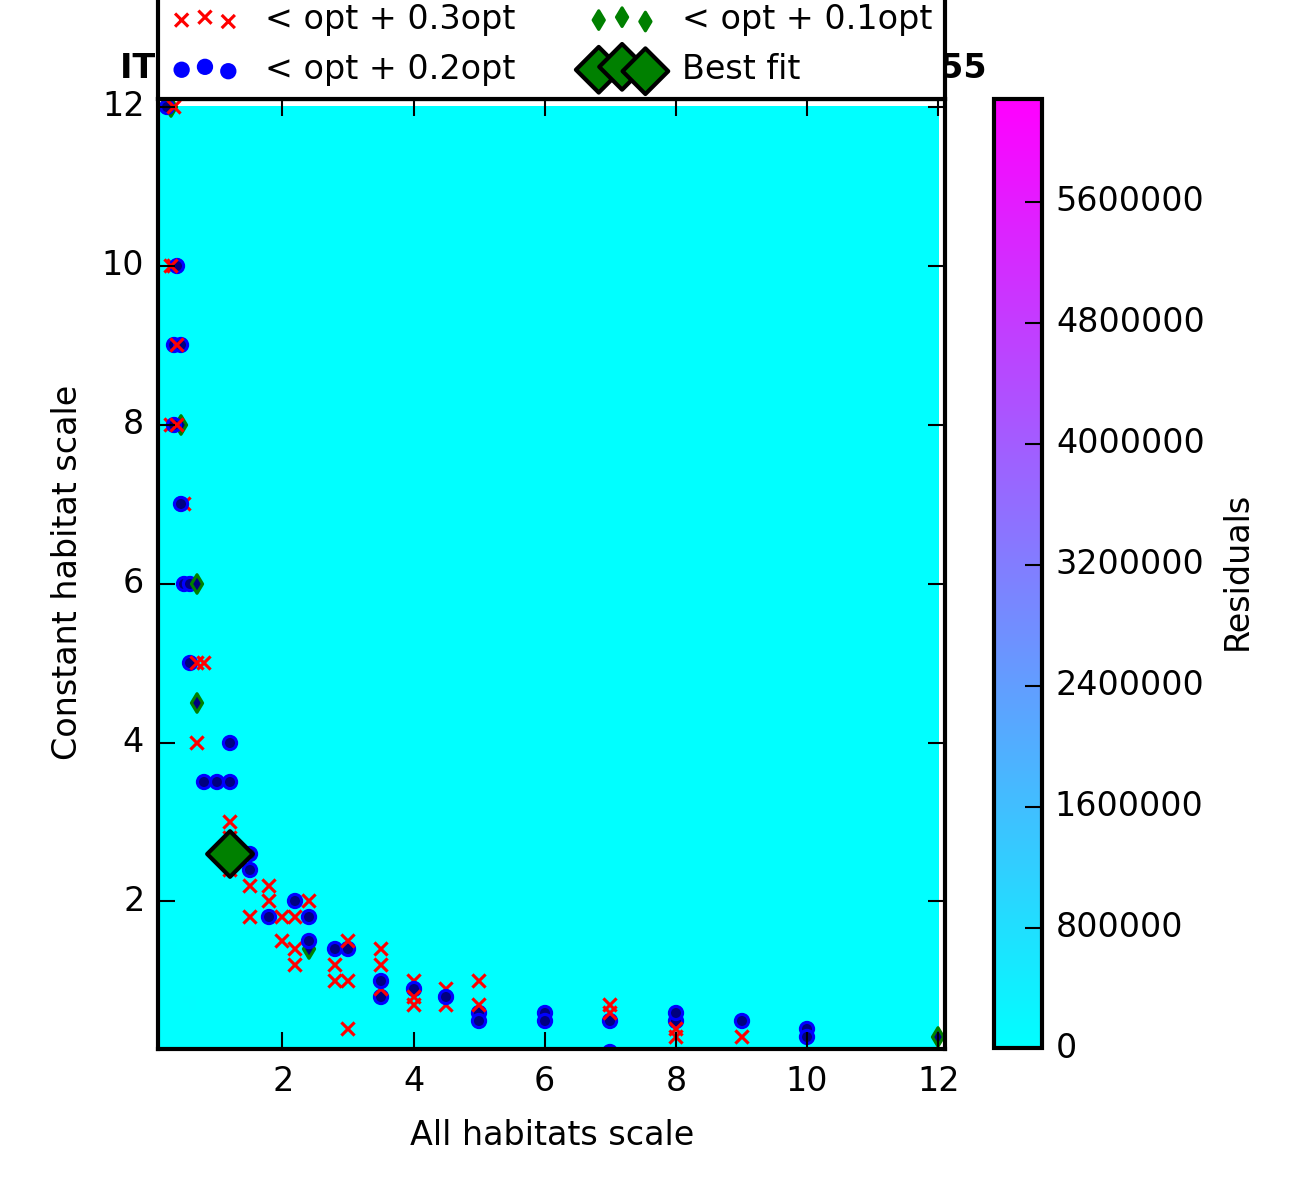 < opt + 0.3opt
< opt + 0.1opt
< opt + 0.2opt
Best fit
IT
55
12
10
8
6
4
2
Constant habitat scale
2
4
6
8
10
12
All habitats scale
5600000
4800000
4000000
3200000
2400000
1600000
800000
0
Residuals